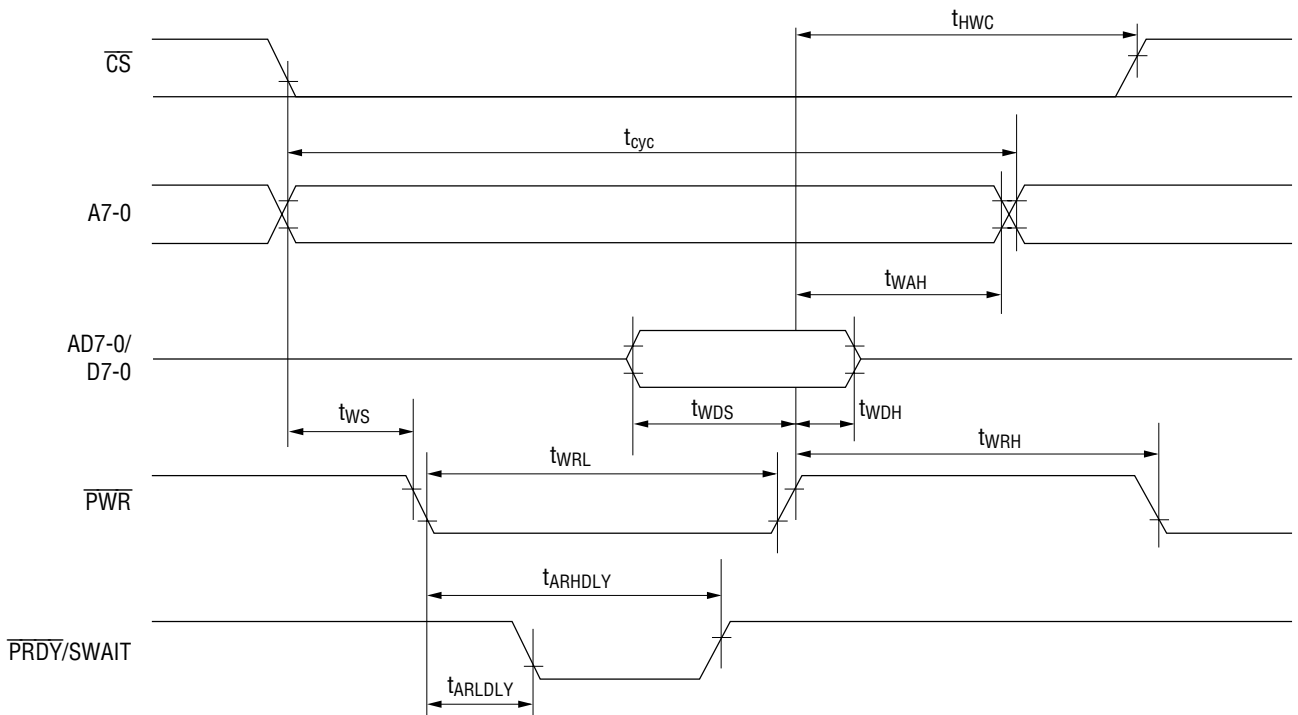 tHWC
CS
tcyc
A7-0
tWAH
AD7-0/
D7-0
tWS
tWDS
tWDH
tWRL
tWRH
PWR
tARHDLY
PRDY/SWAIT
tARLDLY